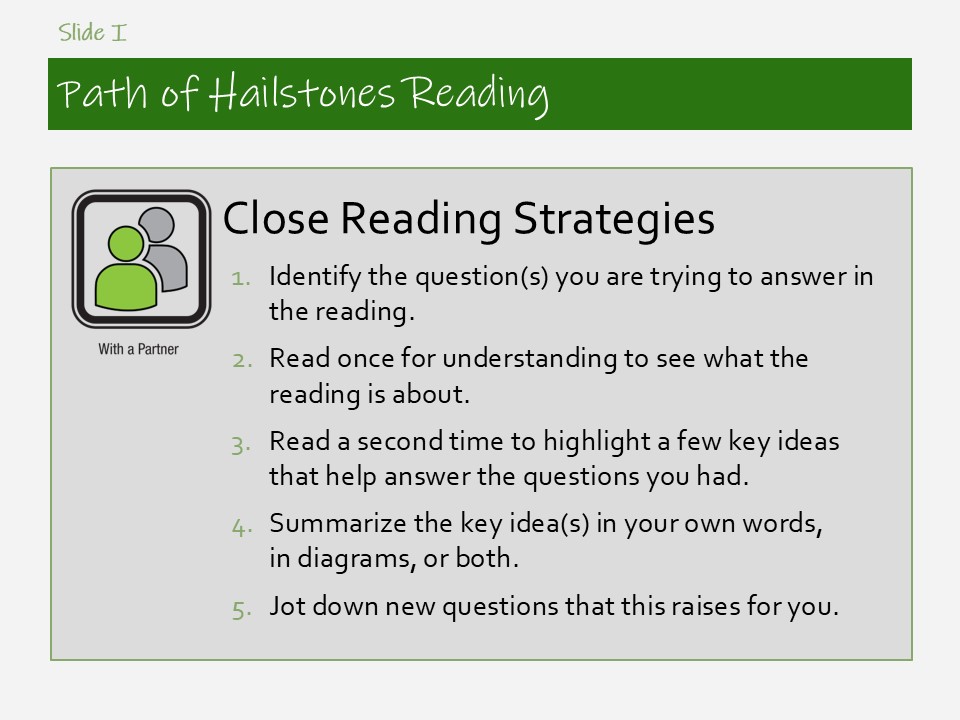 Slide I
Path of Hailstones Reading
With a Partner
Close Reading Strategies
1. Identify the question(s) you are trying to answer in
the reading.
2. Read once for understanding to see what the
reading is about.
3. Read a second time to highlight a few key ideas
that help answer the questions you had.
4. Summarize the key idea(s) in your own words,
in diagrams, or both.
5. Jot down new questions that this raises for you.